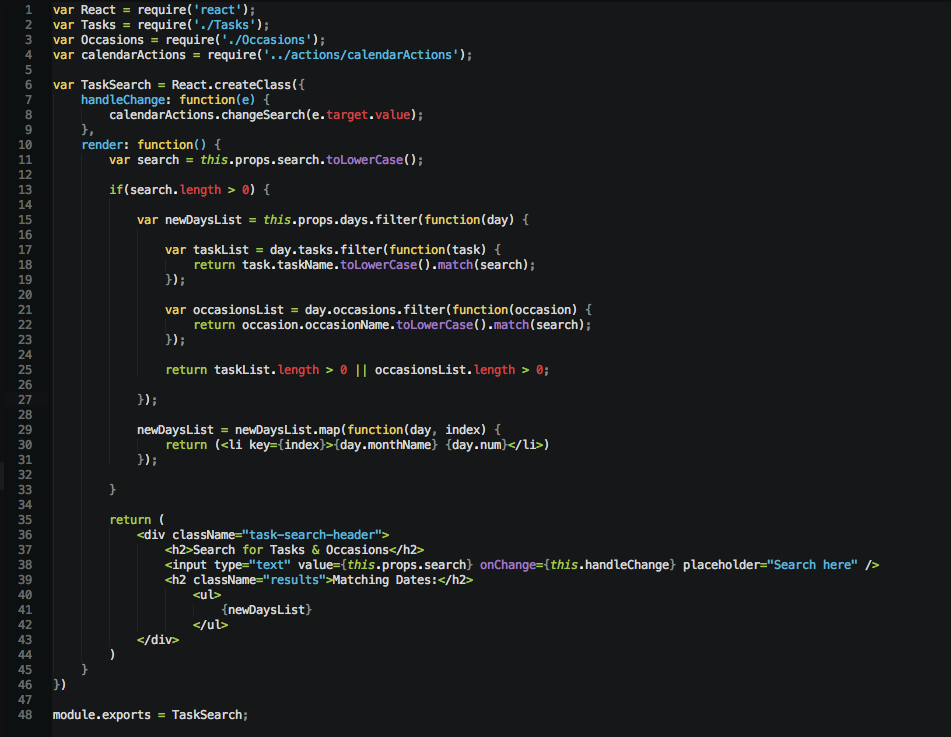 1 var React = require('react');
2 var Tasks = require('./Tasks');
3 var Occasions = require('./Occasions');
4 var calendarActions = require('../actions/calendarActions');
5
6 var TaskSearch = React.createClass({
7     handleChange: function(e) {
8         calendarActions.changeSearch(e.target.value);
9     },
10     render: function() {
11         var search = this.props.search.toLowerCase();
12
13         if(search.length > 0) {
14
15             var newDaysList = this.props.days.filter(function(day) {
16
17                 var taskList = day.tasks.filter(function(task) {
18                     return task.taskName.toLowerCase().match(search);
19                 });
20
21                 var occasionsList = day.occasions.filter(function(occasion) {
22                     return occasion.occasionName.toLowerCase().match(search);
23                 });
24
25                 return taskList.length > 0 || occasionsList.length > 0;
26
27             });
28
29             newDaysList = newDaysList.map(function(day, index) {
30                 return (<li key={index}>{day.monthName} {day.num}</li>)
31             });
32
33         }
34
35         return (
36             <div className="task-search-header">
37                 <h2>Search for Tasks & Occasions</h2>
38                 <input type="text" value={this.props.search} onChange={this.handleChange} placeholder="Search here" />
39                 <h2 className="results">Matching Dates:</h2>
40                     <ul>
41                         {newDaysList}
42                     </ul>
43             </div>
44         )
45     }
46 })
47
48 module.exports = TaskSearch;